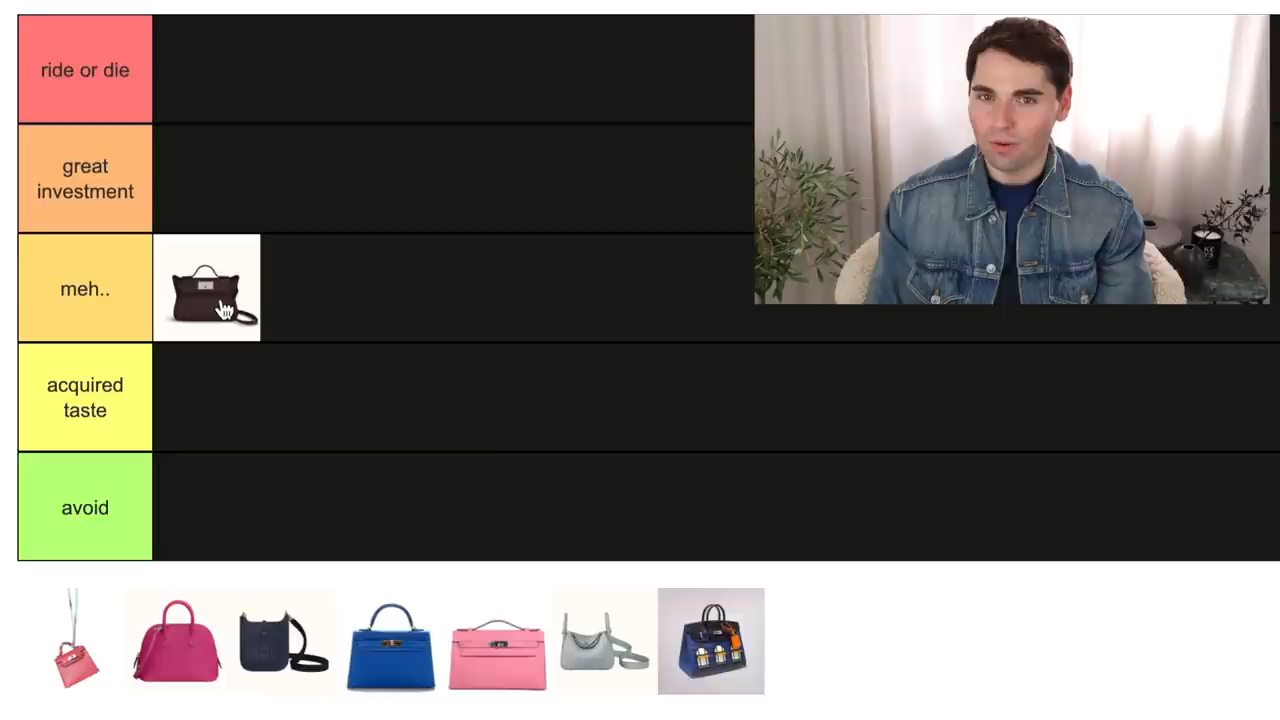 ride or die
great
investment
meh..
acquired
taste
avoid